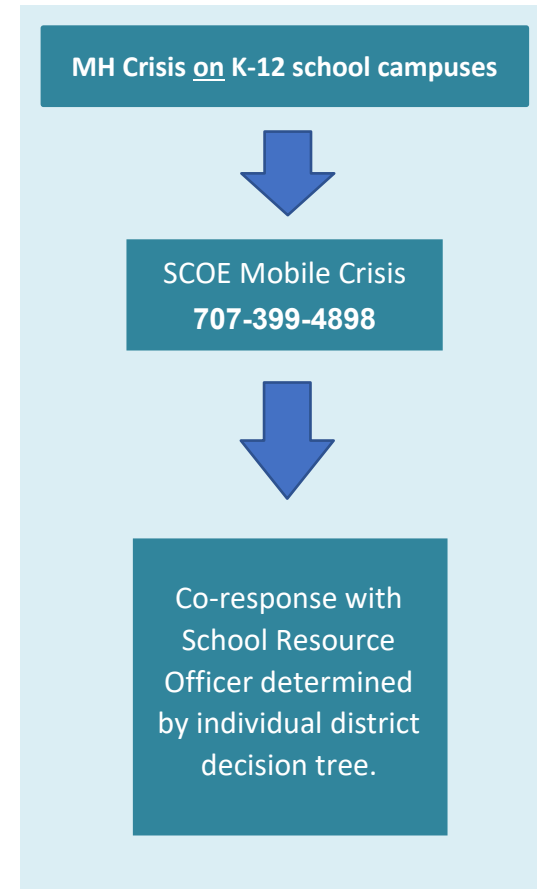 MH Crisis on K-12 school campuses
SCOE Mobile Crisis
707-399-4898
Co-response with
School Resource
Officer determined
by individual district
decision tree.